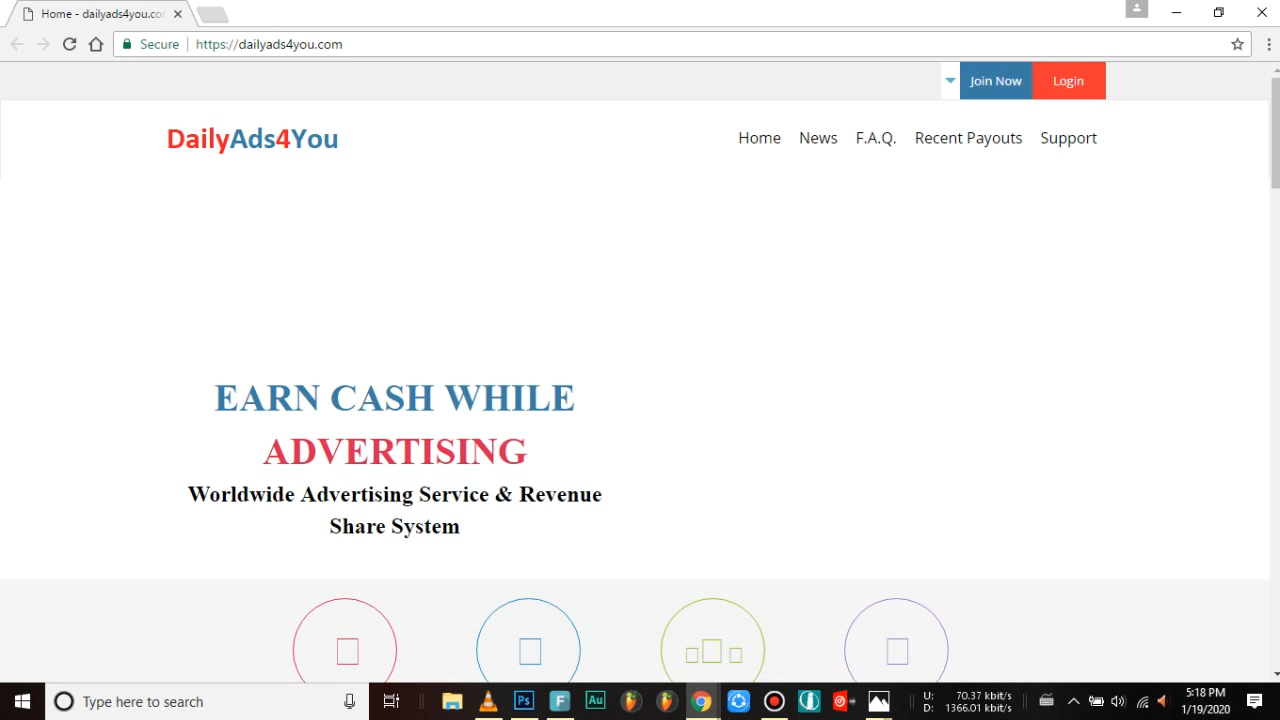 Home - dailyads4you.co
Secure
https://dailyads4you.com
Join Now
Login
DailyAds4You
Home
News
F.A.Q.
Recent Payouts
Support
EARN CASH WHILE
ADVERTISING
Worldwide Advertising Service & Revenue
Share System
Type here to search
Ps
F
Au
U: 70.37 kbit/s
D: 1366.01 kbit/s
5:18 PM
1/19/2020